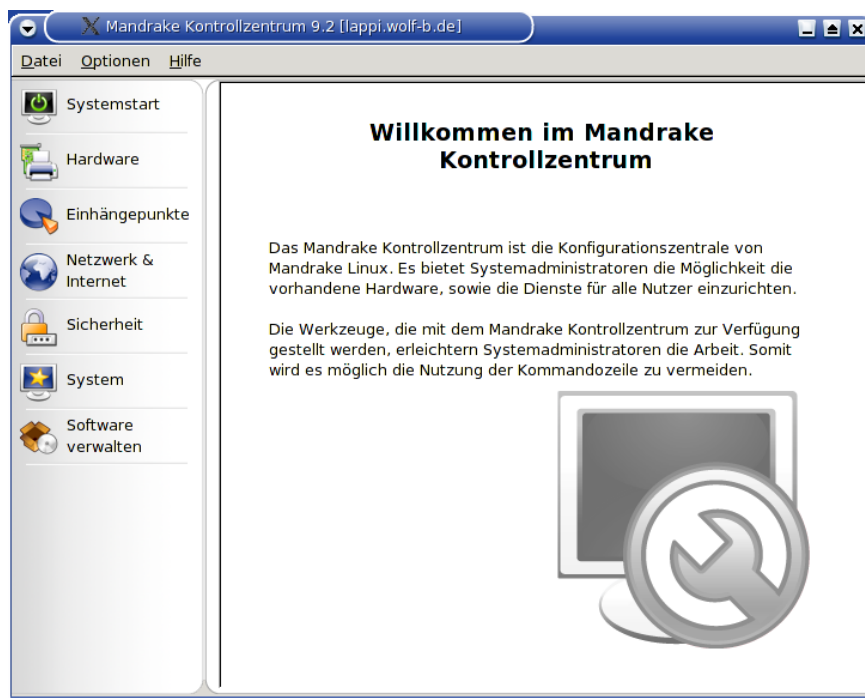 Mandrake Kontrollzentrum 9.2 [lappi.wolf-b.de]
Datei Optionen Hilfe
Systemstart
Hardware
Einhängepunkte
Netzwerk &
Internet
Sicherheit
System
Software
verwalten
Willkommen im Mandrake
Kontrollzentrum
Das Mandrake Kontrollzentrum ist die Konfigurationszentrale von
Mandrake Linux. Es bietet Systemadministratoren die Möglichkeit die
vorhandene Hardware, sowie die Dienste für alle Nutzer einzurichten.
Die Werkzeuge, die mit dem Mandrake Kontrollzentrum zur Verfügung
gestellt werden, erleichtern Systemadministratoren die Arbeit. Somit
wird es möglich die Nutzung der Kommandozeile zu vermeiden.